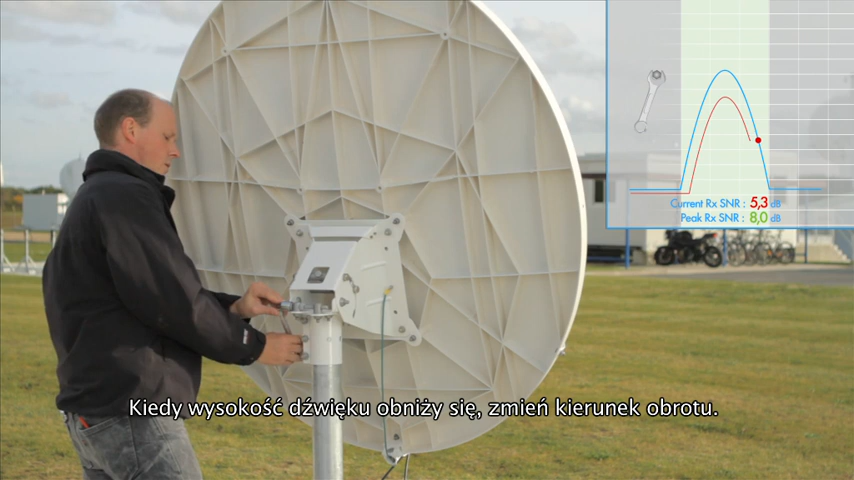 Current Rx SNR : 5,3 dB
Peak Rx SNR : 8,0 dB
Kiedy wysokość dźwięku obniży się, zmień kierunek obrotu.